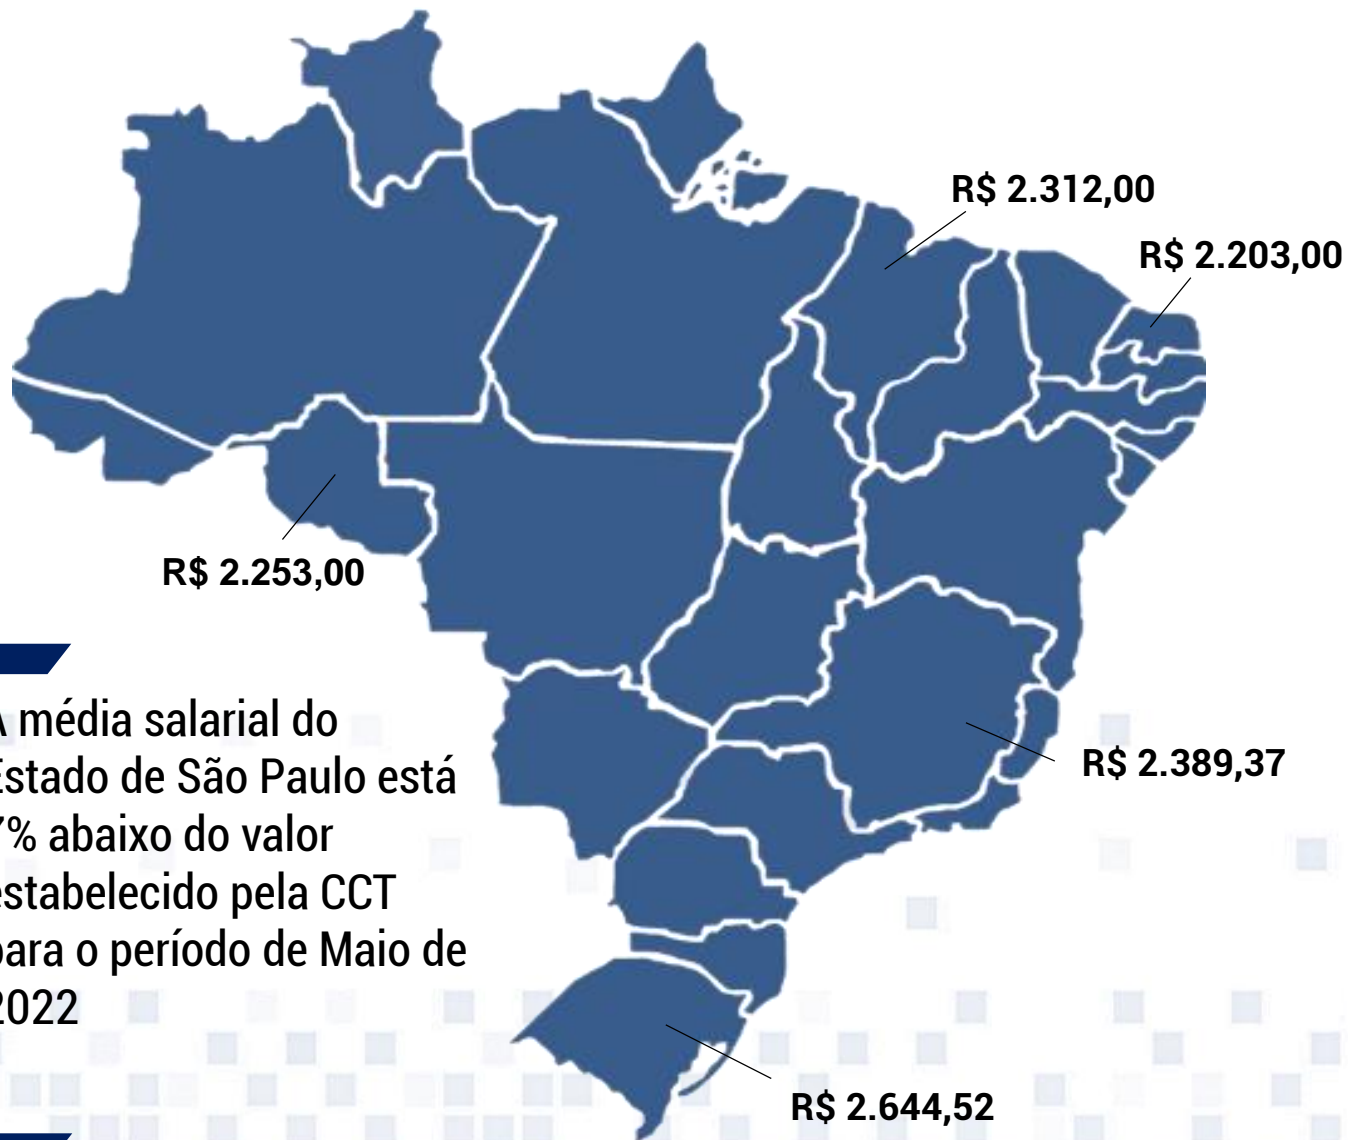 R$ 2.312,00
R$ 2.203,00
R$ 2.253,00
A média salarial do
Estado de São Paulo está
7% abaixo do valor
estabelecido pela CCT
para o período de Maio de
2022
R$ 2.389,37
R$ 2.644,52